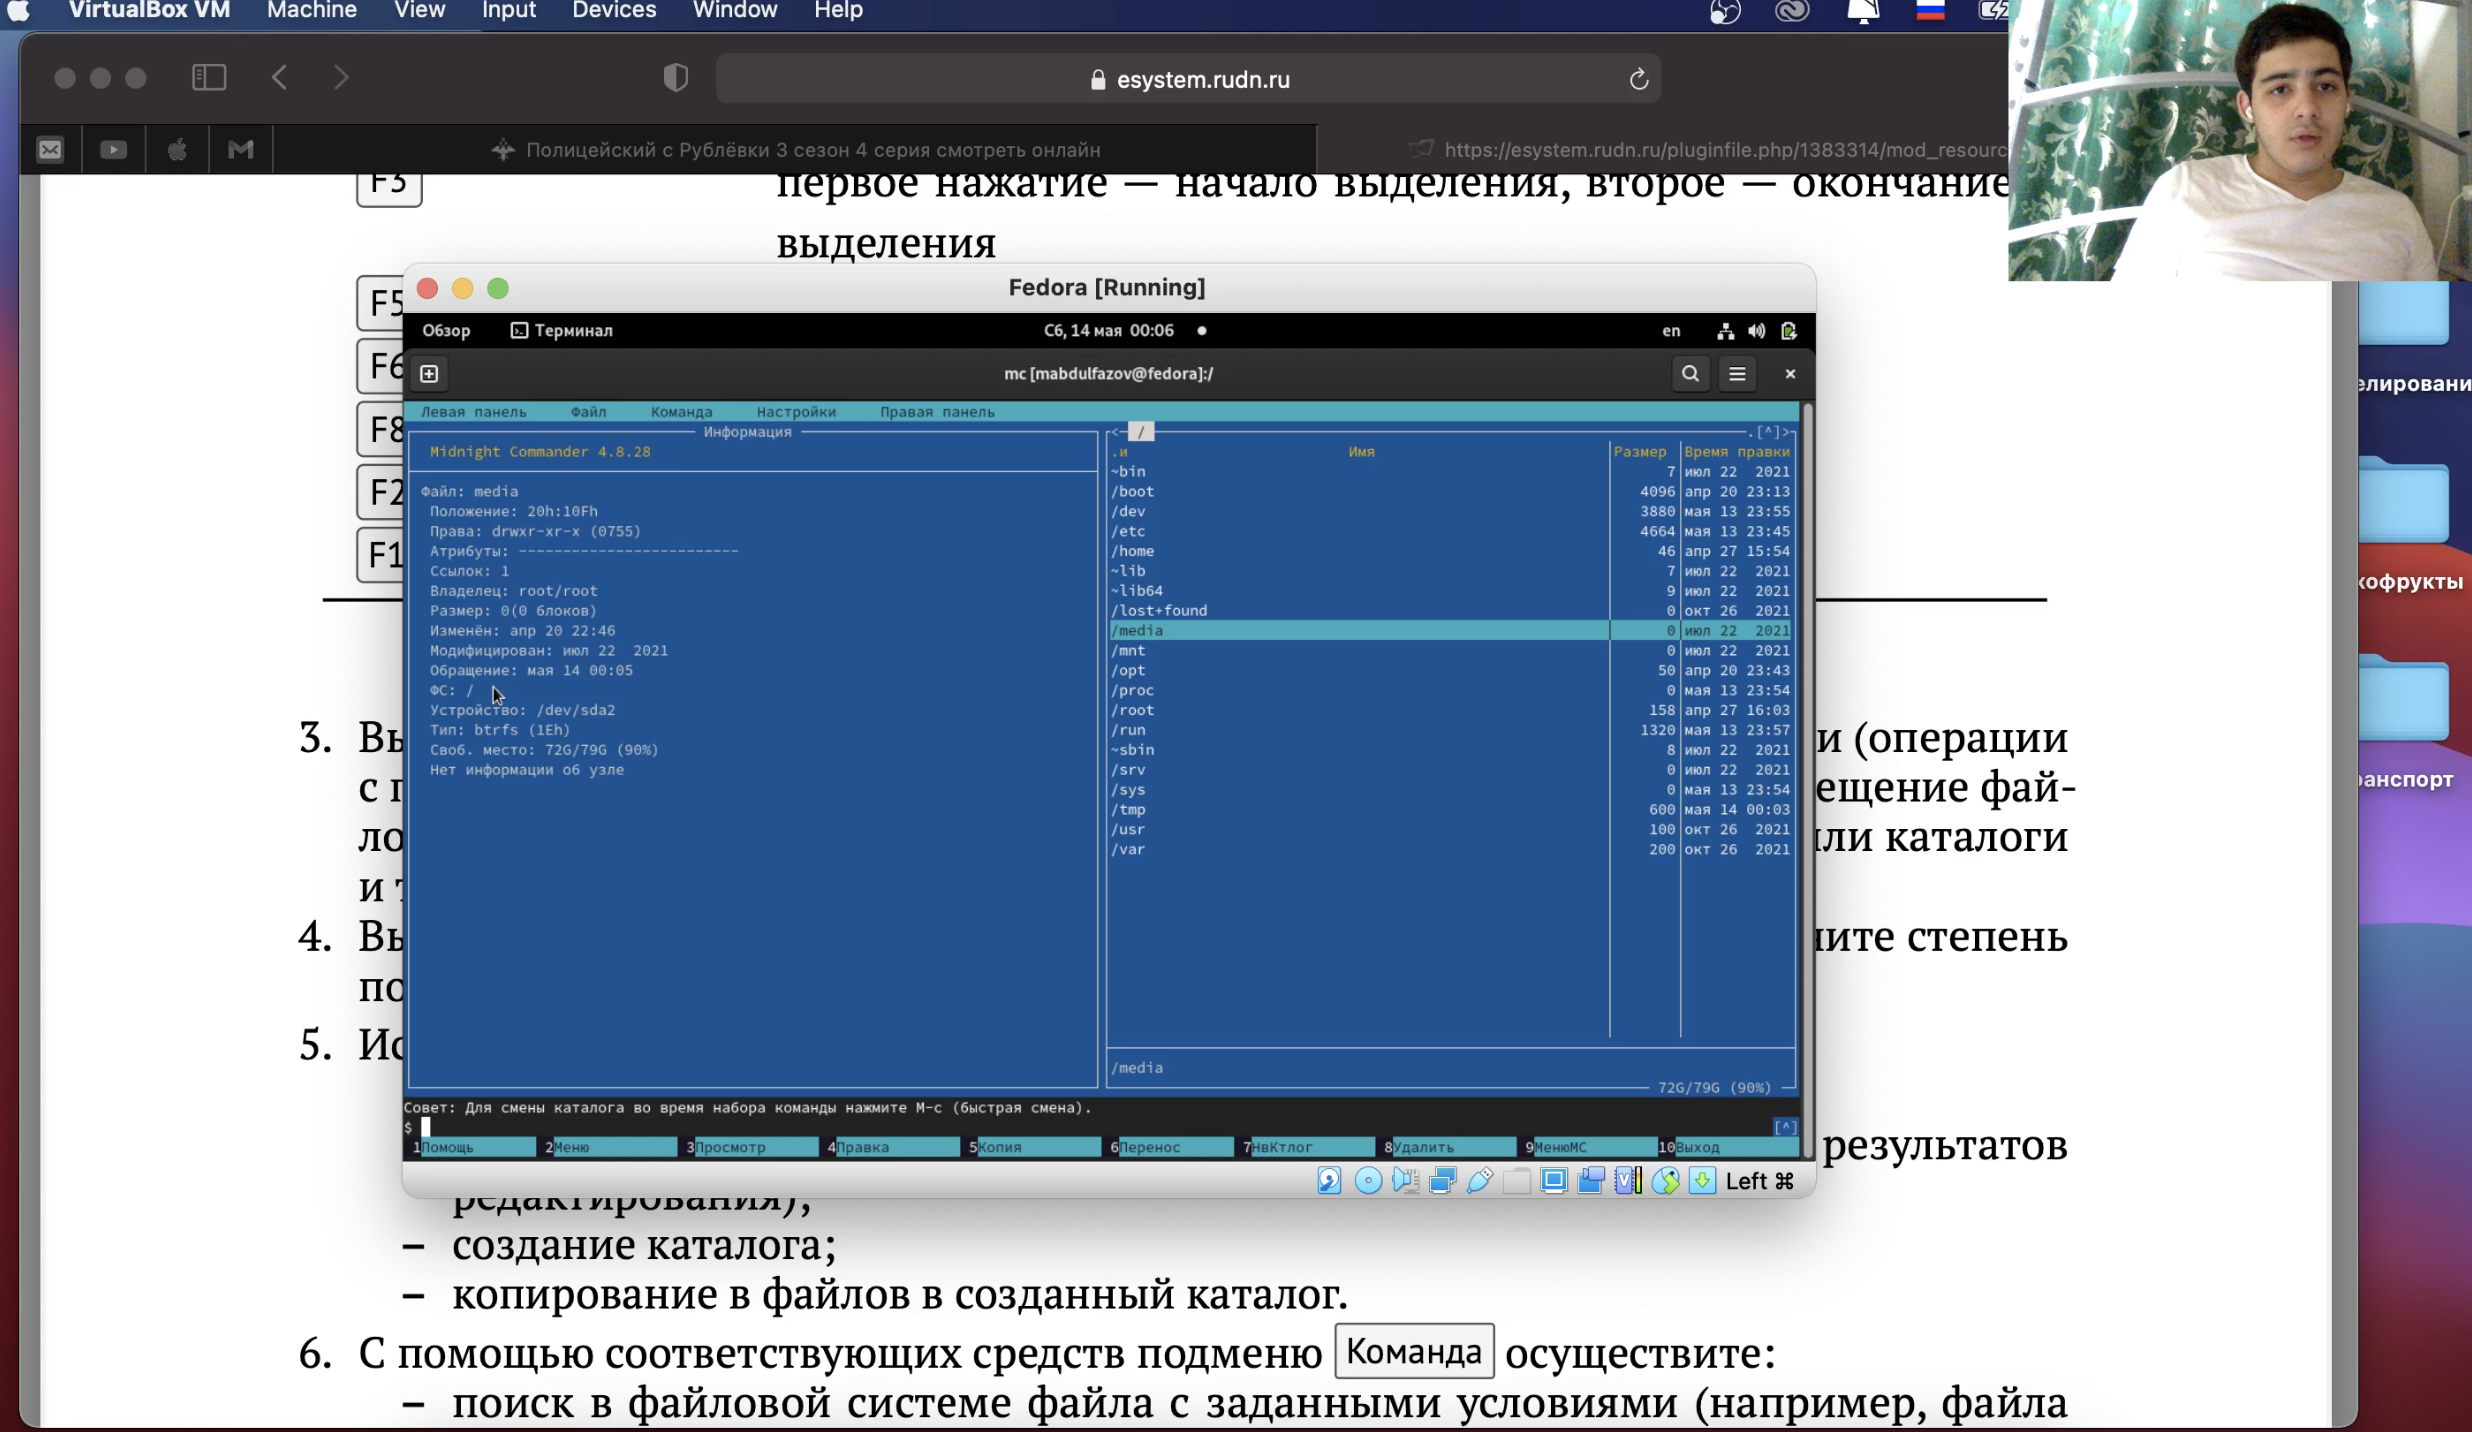 VirtualBox VM Machine View Input Devices Window Help
esystem.rudn.ru
Полицейский с Рублёвки 3 сезон 4 серия смотреть онлайн
https://esystem.rudn.ru/pluginfile.php/1383314/mod_resourc
F3 первое нажатие — начало выделения, второе — окончание
выделения
Fedora [Running]
Обзор Терминал Сб, 14 мая 00:06 en
mc [mabdulfazov@fedora]:/
Левая панель Файл Команда Настройки Правая панель
Информация
Midnight Commander 4.8.28
Файл: media
Положение: 20h:10Fh
Права: drwxr-xr-x (0755)
Атрибуты: -------------------------
Ссылок: 1
Владелец: root/root
Размер: 0(0 блоков)
Изменён: апр 20 22:46
Модифицирован: июл 22 2021
Обращение: мая 14 00:05
ФС: /
Устройство: /dev/sda2
Тип: btrfs (1Eh)
Своб. место: 72G/79G (90%)
Нет информации об узле
<- / .[^]>
.и Имя Размер Время правки
~bin 7 июл 22 2021
/boot 4096 апр 20 23:13
/dev 3880 мая 13 23:55
/etc 4664 мая 13 23:45
/home 46 апр 27 15:54
~lib 7 июл 22 2021
~lib64 9 июл 22 2021
/lost+found 0 окт 26 2021
/media 0 июл 22 2021
/mnt 0 июл 22 2021
/opt 50 апр 20 23:43
/proc 0 мая 13 23:54
/root 158 апр 27 16:03
/run 1320 мая 13 23:57
~sbin 8 июл 22 2021
/srv 0 июл 22 2021
/sys 0 мая 13 23:54
/tmp 600 мая 14 00:03
/usr 100 окт 26 2021
/var 200 окт 26 2021
/media
72G/79G (90%)
Совет: Для смены каталога во время набора команды нажмите M-c (быстрая смена).
$ [^]
1Помощь 2Меню 3Просмотр 4Правка 5Копия 6Перенос 7НвКтлог 8Удалить 9МенюMC 10Выход
Left ⌘
F5
F6
F8
F2
F1
3. Вы и (операции
с п ещение фай-
ло или каталоги
и т
4. Вы ните степень
по
5. Ис
результатов
редактирования);
– создание каталога;
– копирование в файлов в созданный каталог.
6. С помощью соответствующих средств подменю Команда осуществите:
– поиск в файловой системе файла с заданными условиями (например, файла
елировани
кофрукты
ранспорт